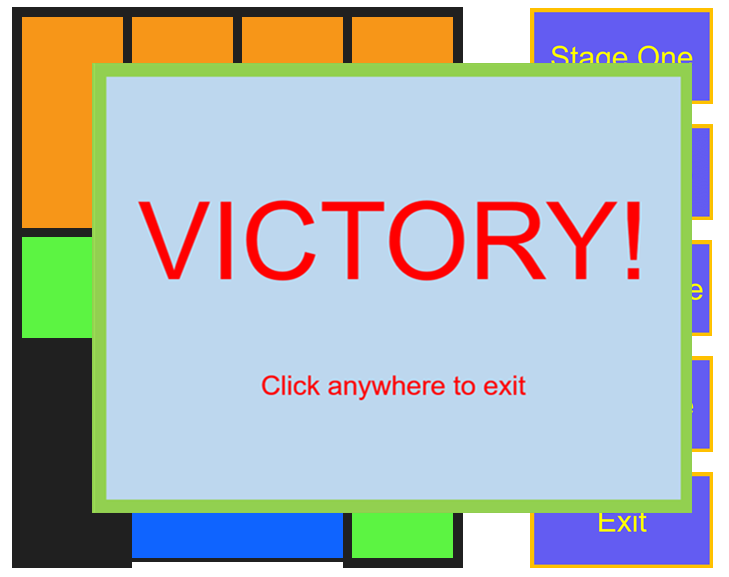 Stage One
VICTORY!
Click anywhere to exit
Exit